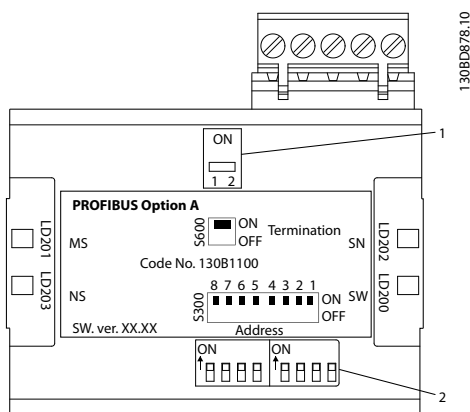 130BD878.10
ON
1 2
1
PROFIBUS Option A
LD201
MS
S600
ON
OFF
Termination
SN
LD202
Code No. 130B1100
LD203
NS
S300
8 7 6 5 4 3 2 1
ON
OFF
SW
LD200
SW. ver. XX.XX
Address
ON
ON
2